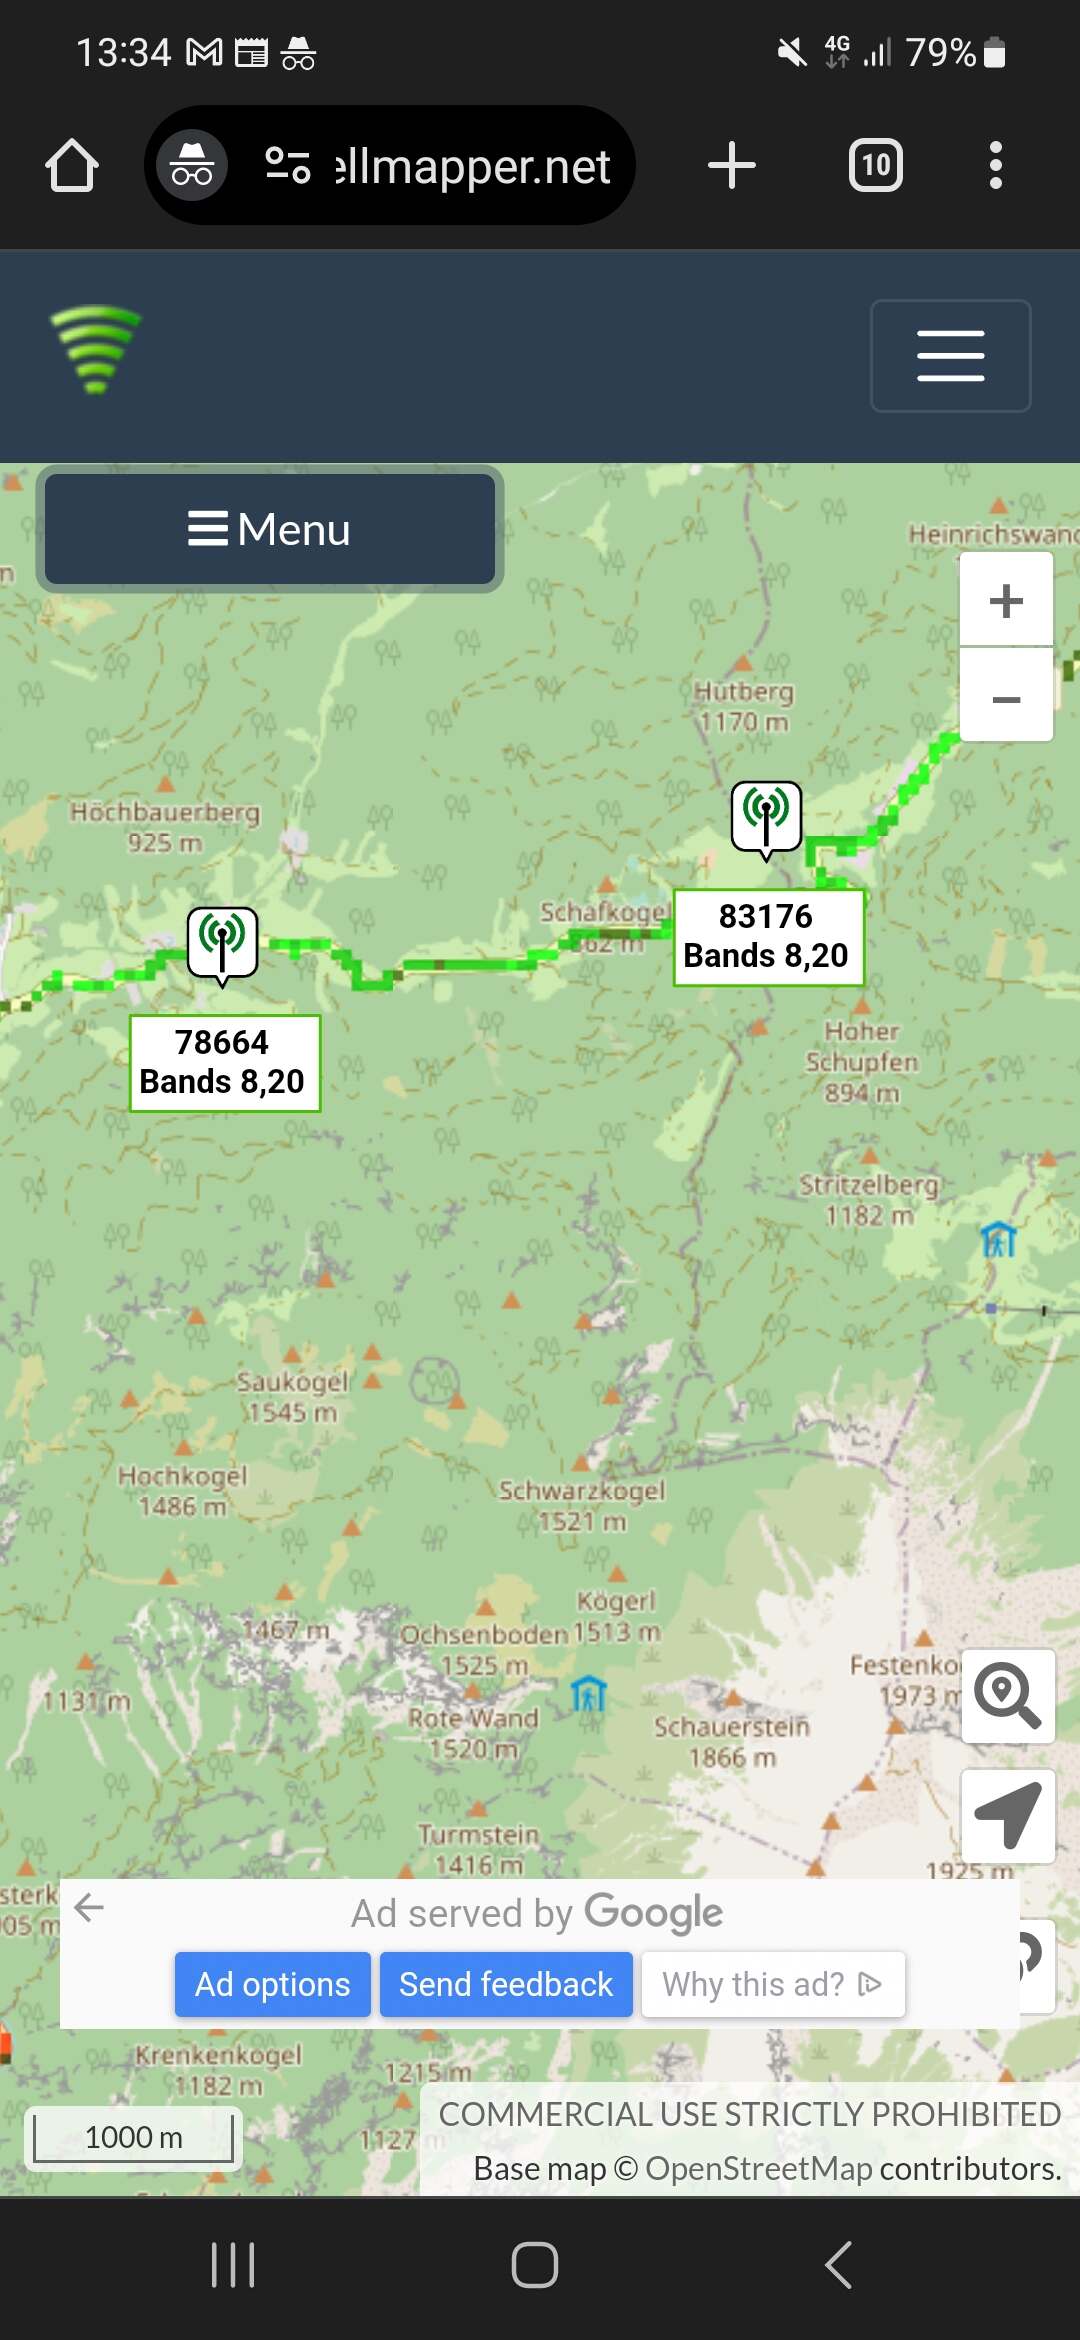 13:34
4G
79%
ellmapper.net
10
Menu
Heinrichswand
Hutberg
1170 m
Höchbauerberg
925 m
Schafkogel
862 m
83176
Bands 8,20
78664
Bands 8,20
Hoher
Schupfen
894 m
Stritzelberg
1182 m
Saukogel
1545 m
Hochkogel
1486 m
Schwarzkogel
1521 m
Kögerl
1513 m
1467 m
Ochsenboden
1525 m
Festenko
1973 m
1131 m
Rote Wand
1520 m
Schauerstein
1866 m
Turmstein
1416 m
1925 m
sterk
05 m
Ad served by Google
Ad options
Send feedback
Why this ad?
Krenkenkogel
1182 m
1215 m
1127 m
1000 m
COMMERCIAL USE STRICTLY PROHIBITED
Base map © OpenStreetMap contributors.